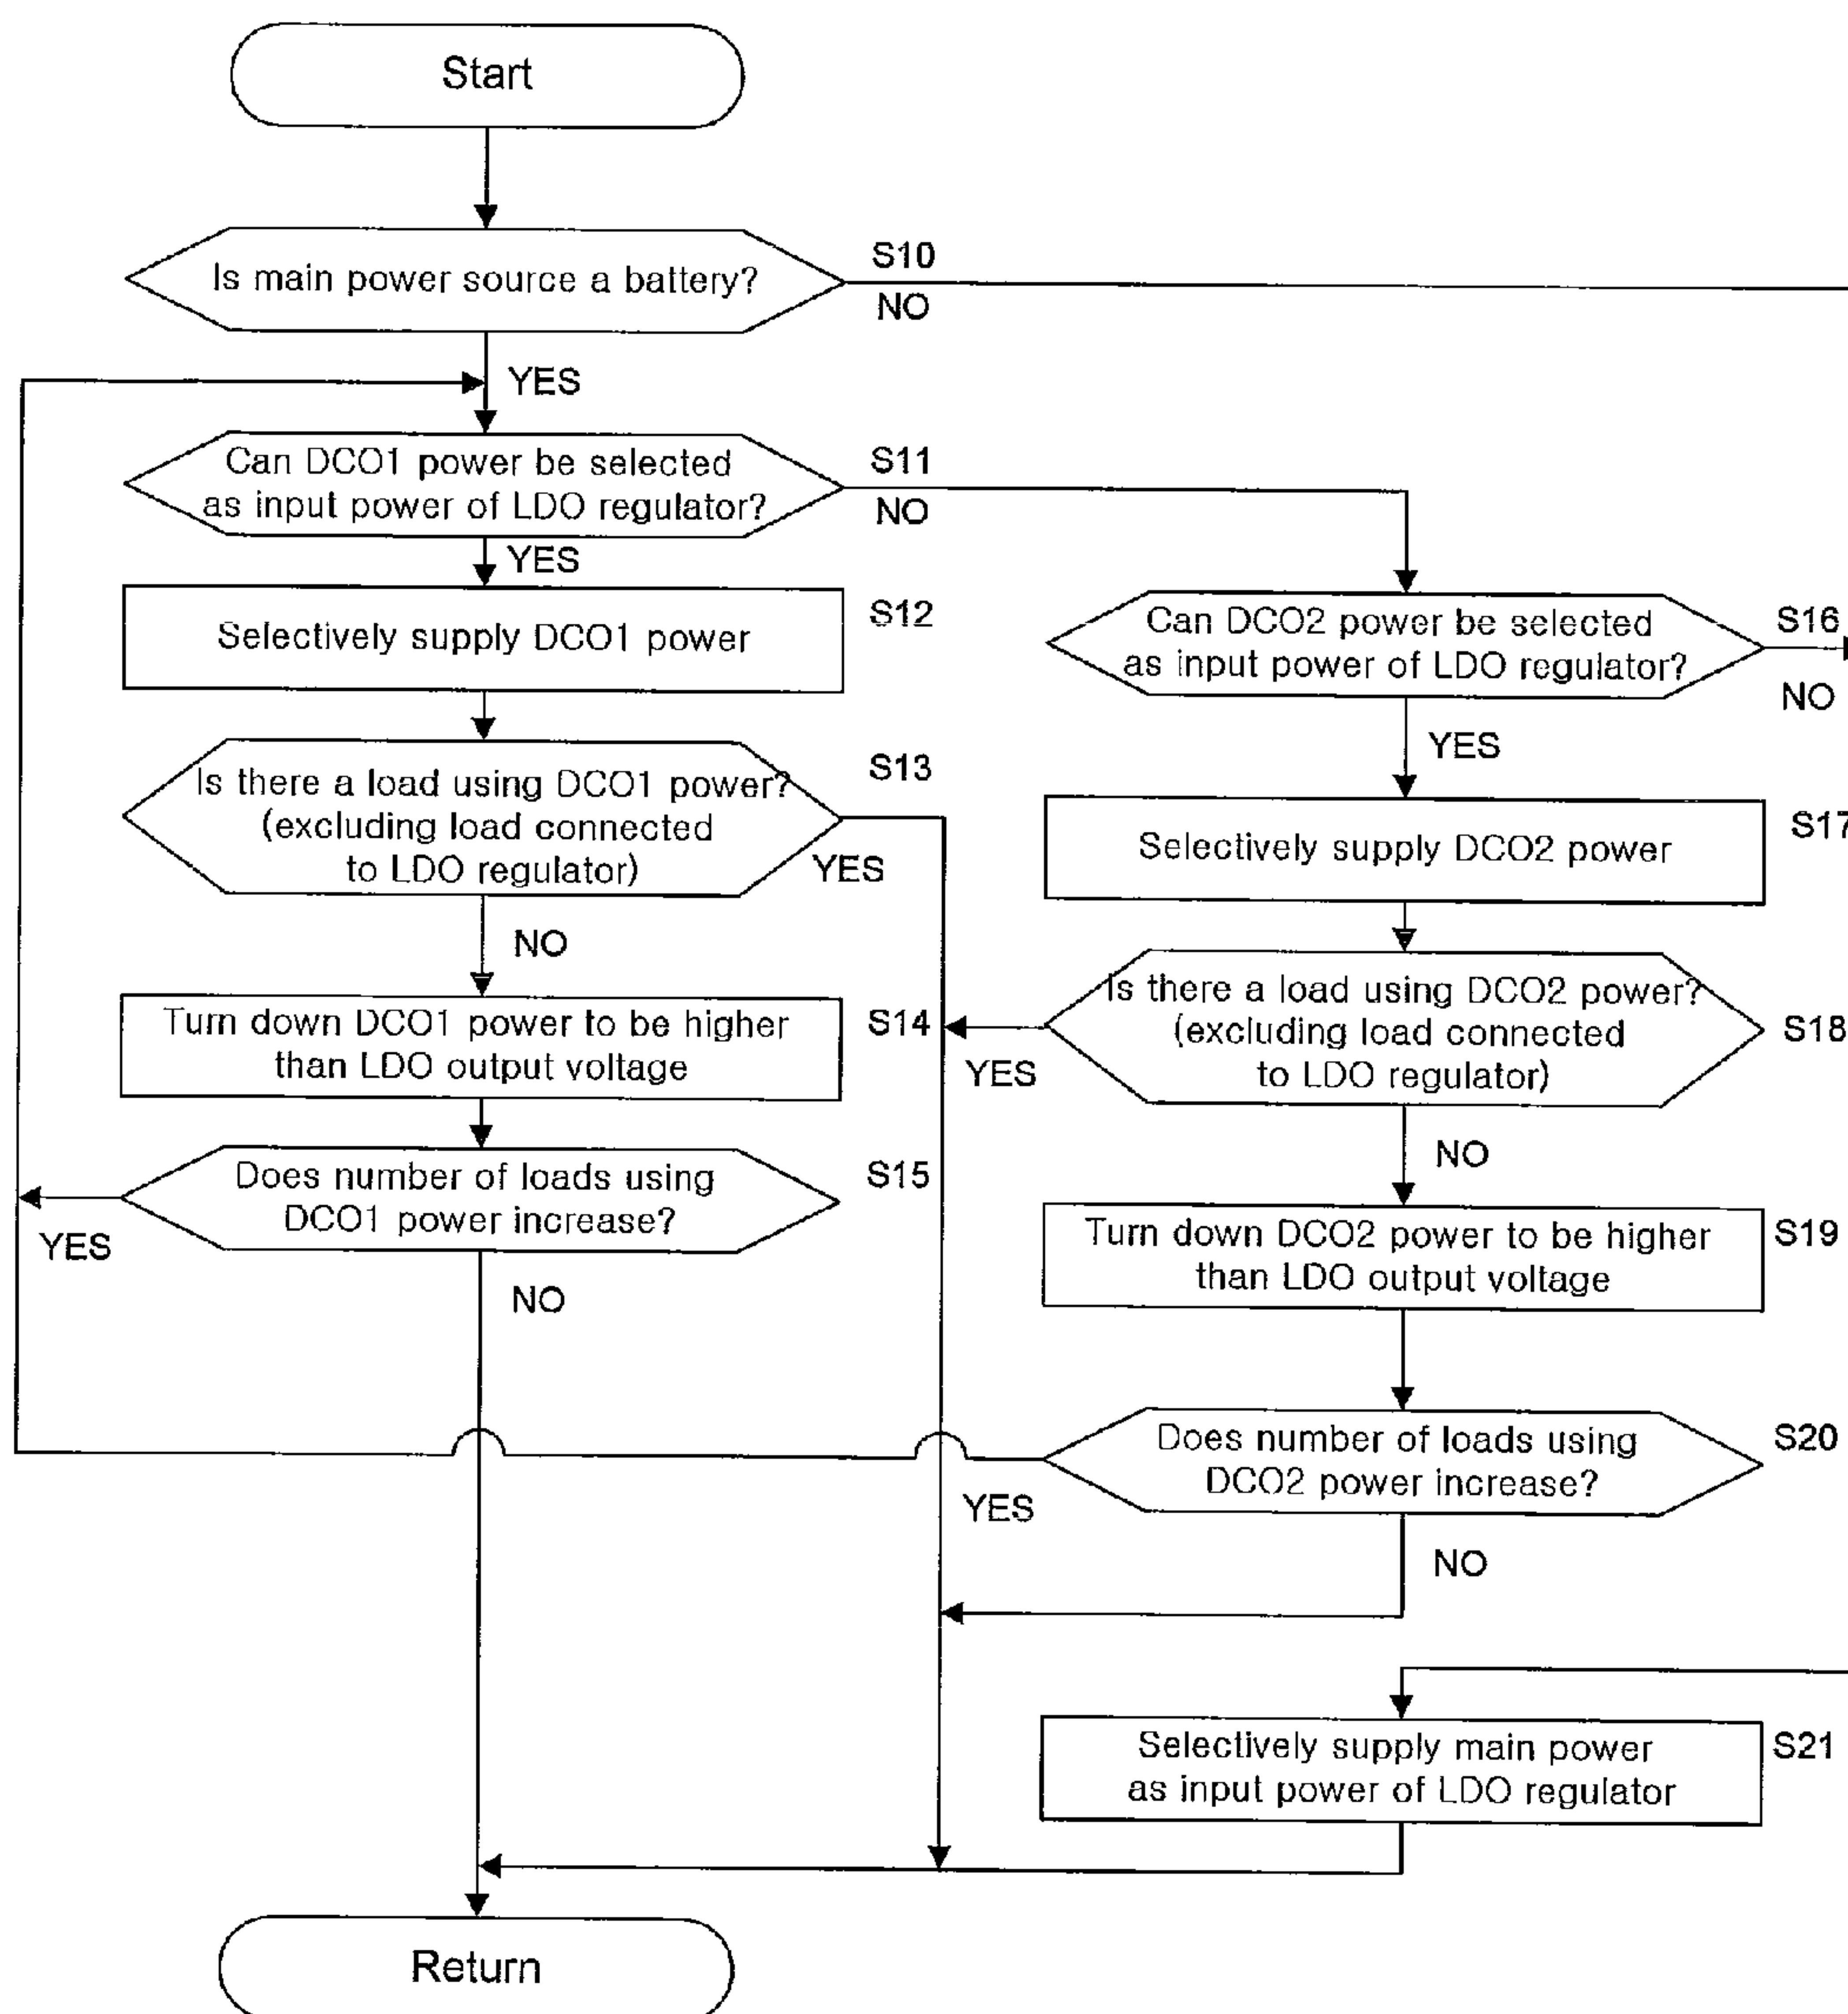 Start
Is main power source a battery?
S10
NO
YES
Can DCO1 power be selected
as input power of LDO regulator?
S11
NO
YES
Selectively supply DCO1 power
S12
Can DCO2 power be selected
as input power of LDO regulator?
S16
NO
YES
Is there a load using DCO1 power?
(excluding load connected
to LDO regulator)
S13
YES
NO
Selectively supply DCO2 power
S17
Turn down DCO1 power to be higher
than LDO output voltage
S14
Is there a load using DCO2 power?
(excluding load connected
to LDO regulator)
S18
YES
NO
Does number of loads using
DCO1 power increase?
S15
YES
NO
Turn down DCO2 power to be higher
than LDO output voltage
S19
Does number of loads using
DCO2 power increase?
S20
YES
NO
Selectively supply main power
as input power of LDO regulator
S21
Return